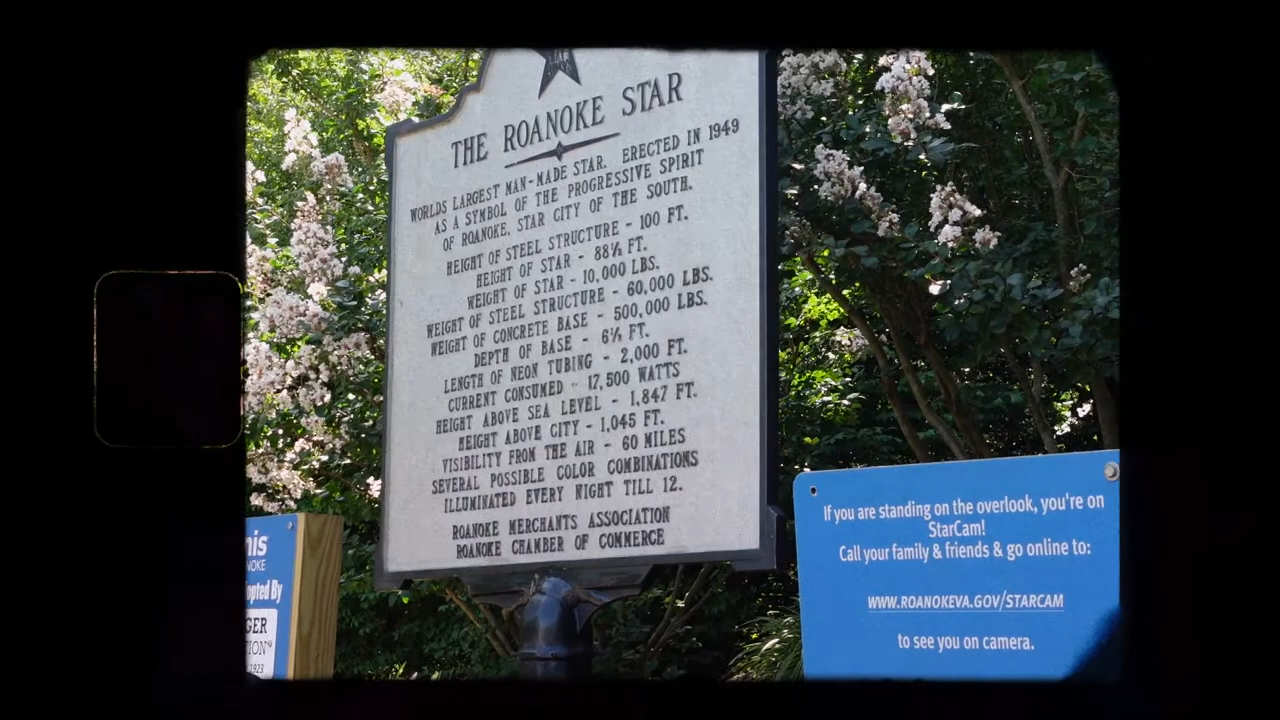 THE ROANOKE STAR
WORLDS LARGEST MAN-MADE STAR. ERECTED IN 1949
AS A SYMBOL OF THE PROGRESSIVE SPIRIT
OF ROANOKE, STAR CITY OF THE SOUTH.
HEIGHT OF STEEL STRUCTURE - 100 FT.
HEIGHT OF STAR - 88½ FT.
WEIGHT OF STAR - 10,000 LBS.
WEIGHT OF STEEL STRUCTURE - 60,000 LBS.
WEIGHT OF CONCRETE BASE - 500,000 LBS.
DEPTH OF BASE - 6½ FT.
LENGTH OF NEON TUBING - 2,000 FT.
CURRENT CONSUMED - 17,500 WATTS
HEIGHT ABOVE SEA LEVEL - 1,847 FT.
HEIGHT ABOVE CITY - 1,045 FT.
VISIBILITY FROM THE AIR - 60 MILES
SEVERAL POSSIBLE COLOR COMBINATIONS
ILLUMINATED EVERY NIGHT TILL 12.
ROANOKE MERCHANTS ASSOCIATION
ROANOKE CHAMBER OF COMMERCE
nis
NOKE
opted By
GER
TION
1923
If you are standing on the overlook, you're on
StarCam!
Call your family & friends & go online to:
WWW.ROANOKEVA.GOV/STARCAM
to see you on camera.